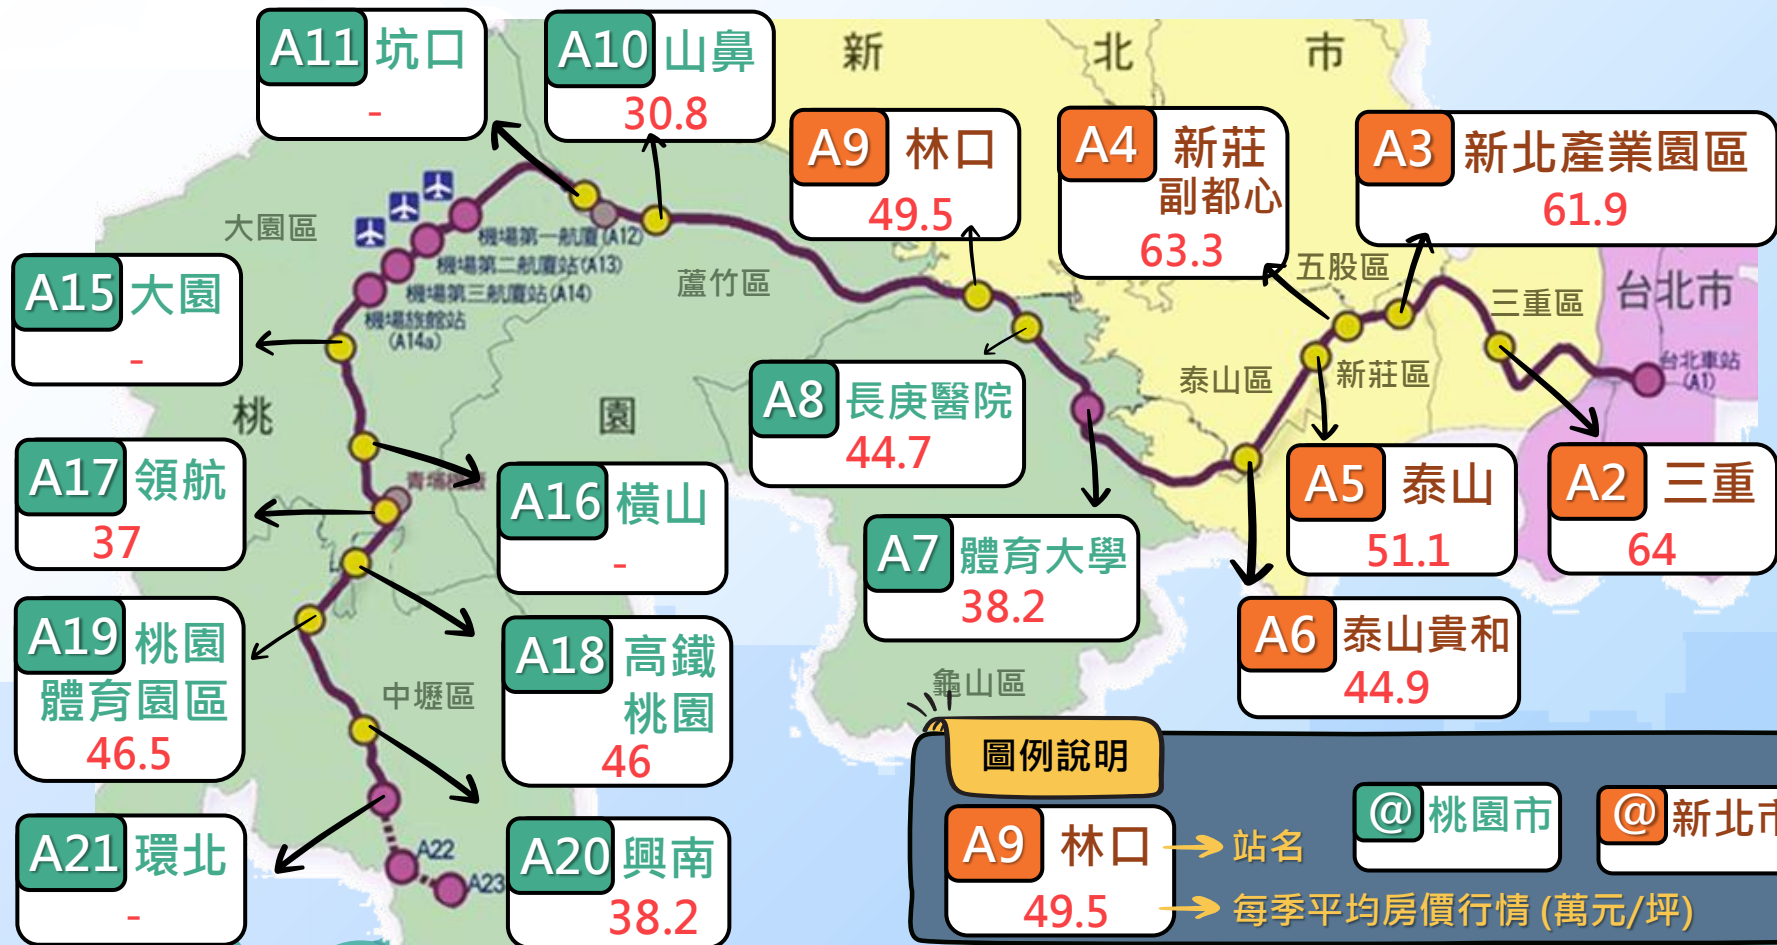 A11 坑口
-
A10 山鼻
30.8
新 北 市
A9 林口
49.5
A4 新莊
副都心
63.3
A3 新北產業園區
61.9
大園區
機場第一航廈(A12)
機場第二航廈站(A13)
機場第三航廈站(A14)
機場旅館站
(A14a)
蘆竹區
五股區
三重區
台北市
台北車站
(A1)
A15 大園
-
泰山區
新莊區
桃 園
A8 長庚醫院
44.7
A17 領航
37
青埔機廠
A16 橫山
-
A5 泰山
51.1
A2 三重
64
A7 體育大學
38.2
A19 桃園
體育園區
46.5
A18 高鐵
桃園
46
A6 泰山貴和
44.9
中壢區
龜山區
A21 環北
-
A22
A23
A20 興南
38.2
圖例說明
A9 林口
49.5
站名
每季平均房價行情 (萬元/坪)
@ 桃園市
@ 新北市